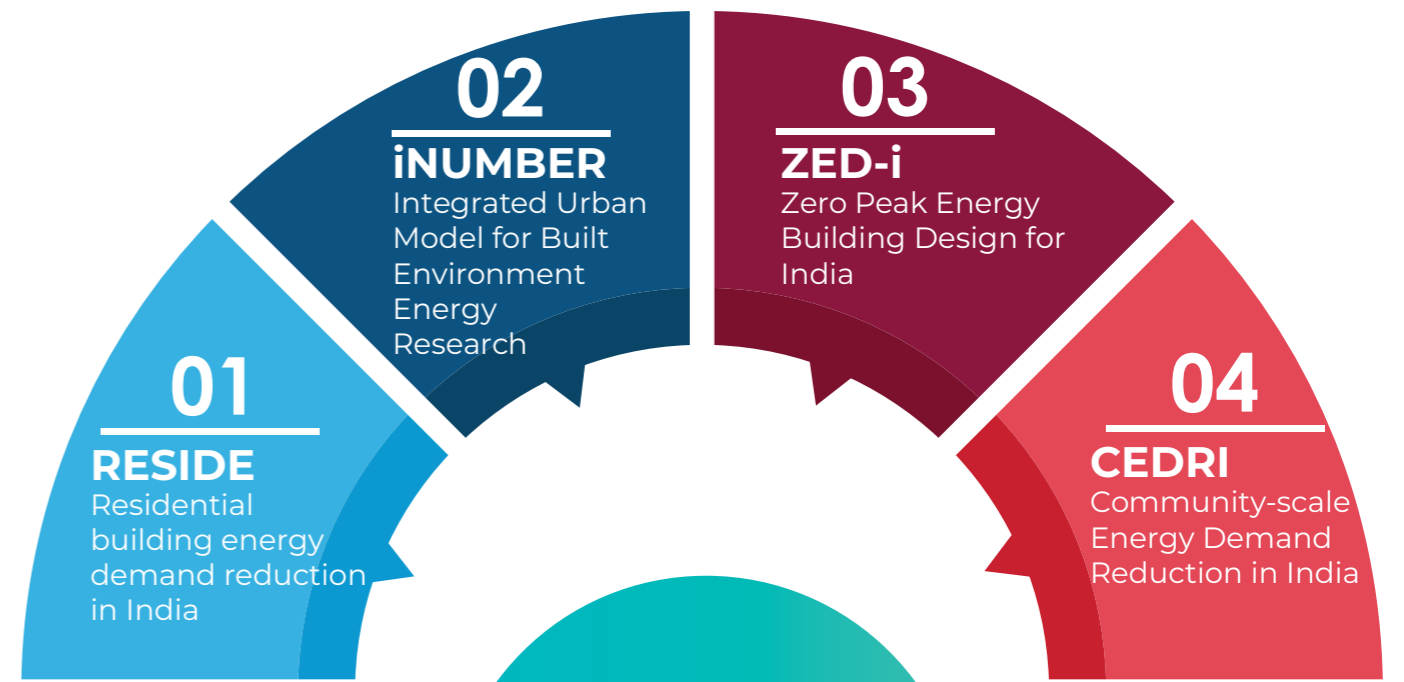 01
RESIDE
Residential
building energy
demand reduction
in India
02
iNUMBER
Integrated Urban
Model for Built
Environment
Energy
Research
03
ZED-i
Zero Peak Energy
Building Design for
India
04
CEDRI
Community-scale
Energy Demand
Reduction in India